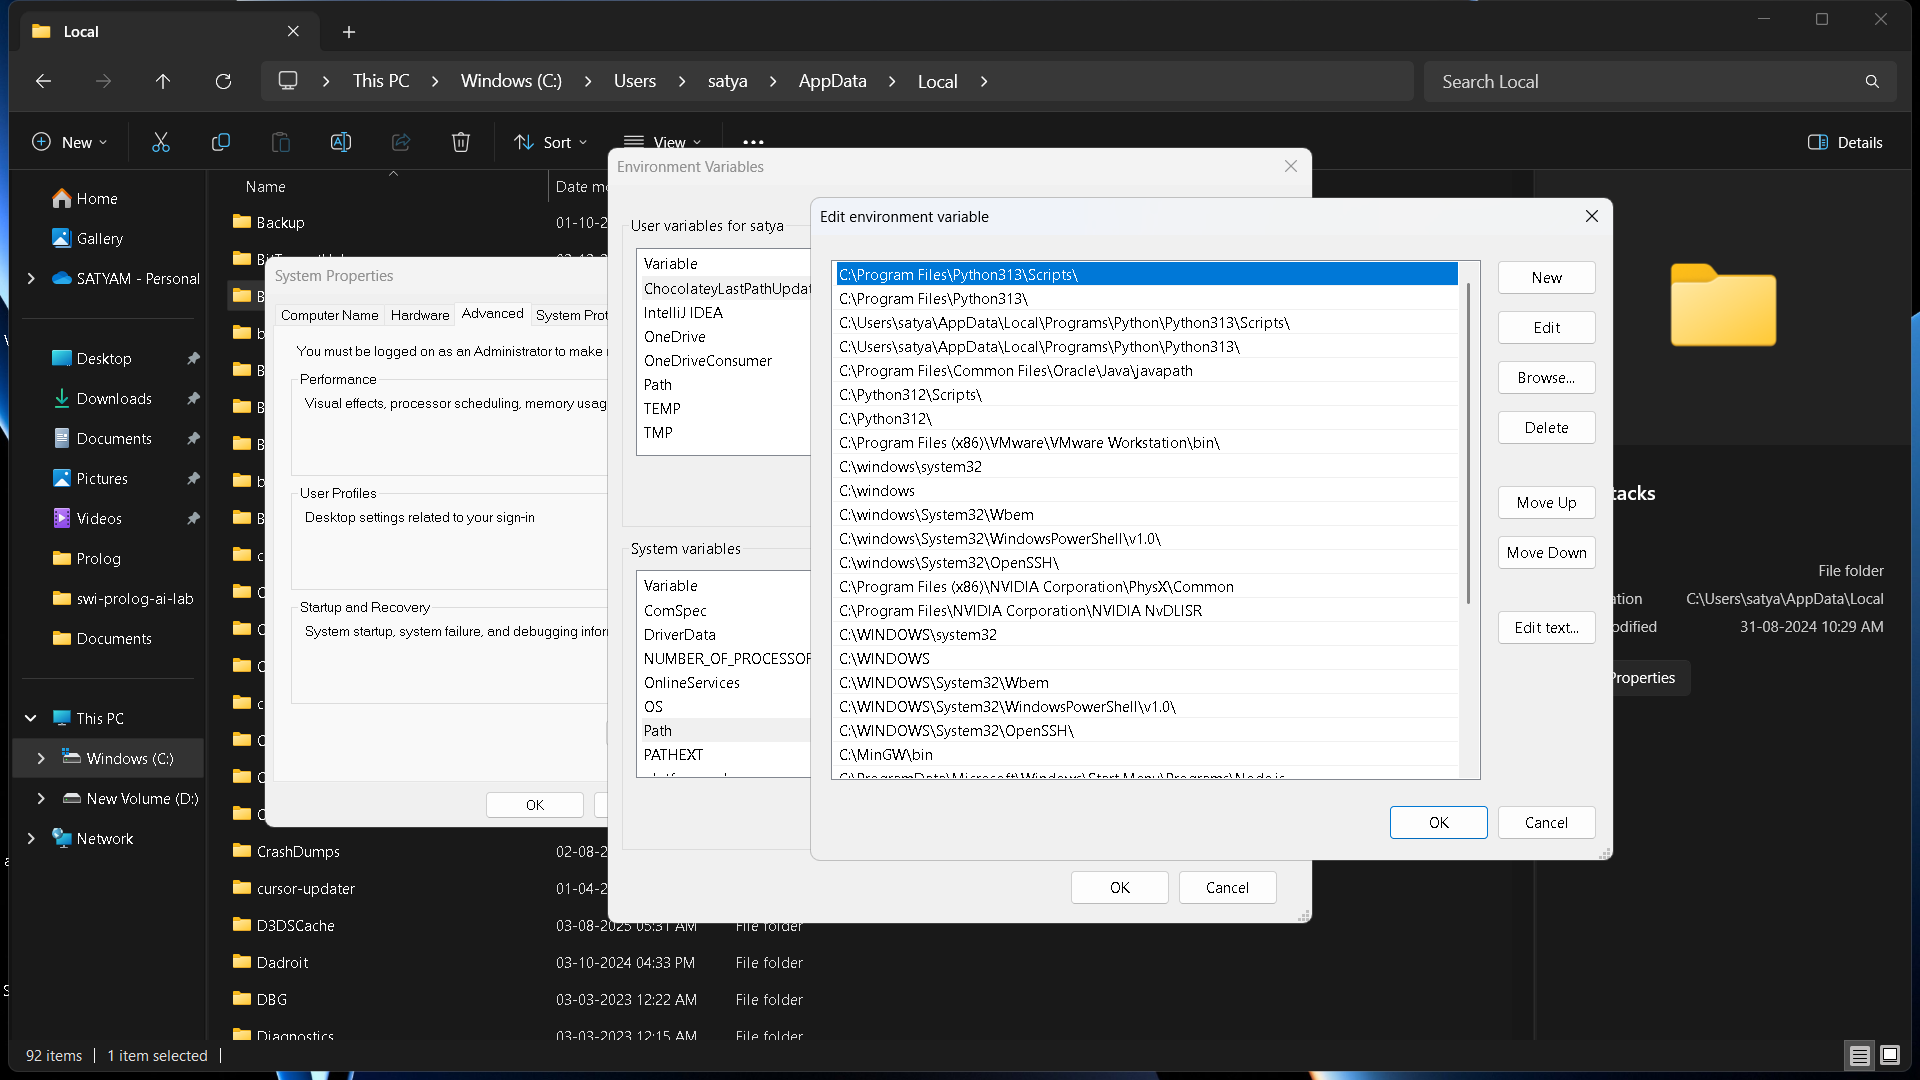 Local
This PC
Windows (C:)
Users
satya
AppData
Local
Search Local
New
Sort
View
Details
Home
Gallery
SATYAM - Personal
Desktop
Downloads
Documents
Pictures
Videos
Prolog
swi-prolog-ai-lab
Documents
This PC
Windows (C:)
New Volume (D:)
Network
Name
Date mo
Backup
01-10-2
CrashDumps
02-08-2
cursor-updater
01-04-2
D3DSCache
03-08-2025 05:31 AM
File folder
Dadroit
03-10-2024 04:33 PM
File folder
DBG
03-03-2023 12:22 AM
File folder
Diagnostics
03-03-2023 12:15 AM
File folder
System Properties
Computer Name
Hardware
Advanced
System Prot
You must be logged on as an Administrator to make
Performance
Visual effects, processor scheduling, memory usag
User Profiles
Desktop settings related to your sign-in
Startup and Recovery
System startup, system failure, and debugging infor
OK
Environment Variables
User variables for satya
Variable
ChocolateyLastPathUpdat
IntelliJ IDEA
OneDrive
OneDriveConsumer
Path
TEMP
TMP
System variables
Variable
ComSpec
DriverData
NUMBER_OF_PROCESSOR
OnlineServices
OS
Path
PATHEXT
OK
Cancel
Edit environment variable
C:\Program Files\Python313\Scripts\
C:\Program Files\Python313\
C:\Users\satya\AppData\Local\Programs\Python\Python313\Scripts\
C:\Users\satya\AppData\Local\Programs\Python\Python313\
C:\Program Files\Common Files\Oracle\Java\javapath
C:\Python312\Scripts\
C:\Python312\
C:\Program Files (x86)\VMware\VMware Workstation\bin\
C:\windows\system32
C:\windows
C:\windows\System32\Wbem
C:\windows\System32\WindowsPowerShell\v1.0\
C:\windows\System32\OpenSSH\
C:\Program Files (x86)\NVIDIA Corporation\PhysX\Common
C:\Program Files\NVIDIA Corporation\NVIDIA NvDLISR
C:\WINDOWS\system32
C:\WINDOWS
C:\WINDOWS\System32\Wbem
C:\WINDOWS\System32\WindowsPowerShell\v1.0\
C:\WINDOWS\System32\OpenSSH\
C:\MinGW\bin
C:\ProgramData\Microsoft\Windows\Start Menu\Programs\Node.js
New
Edit
Browse...
Delete
Move Up
Move Down
Edit text...
OK
Cancel
tacks
File folder
ation
C:\Users\satya\AppData\Local
odified
31-08-2024 10:29 AM
Properties
92 items
1 item selected